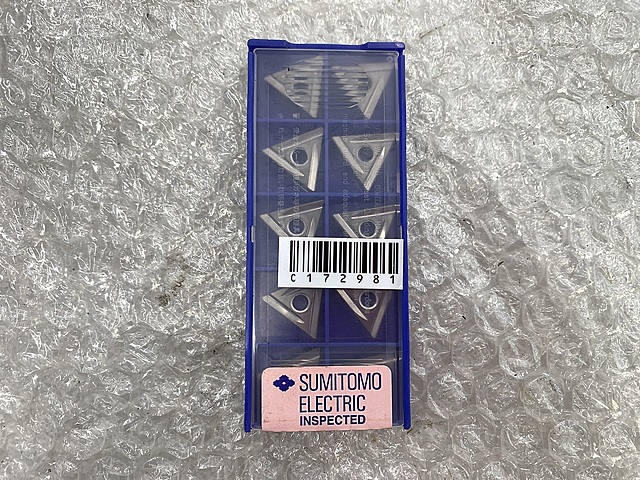 C172981
SUMITOMO
ELECTRIC
INSPECTED